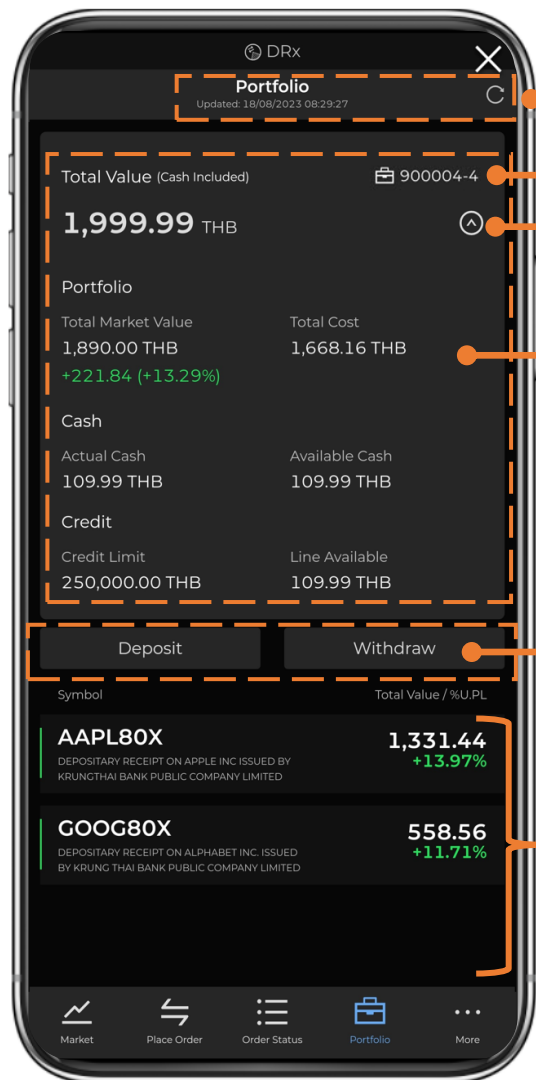 DRx
Portfolio
Updated: 18/08/2023 08:29:27
Total Value (Cash Included) 900004-4
1,999.99 THB
Portfolio
Total Market Value Total Cost
1,890.00 THB 1,668.16 THB
+221.84 (+13.29%)
Cash
Actual Cash Available Cash
109.99 THB 109.99 THB
Credit
Credit Limit Line Available
250,000.00 THB 109.99 THB
Deposit Withdraw
Symbol Total Value / %U.PL
AAPL80X 1,331.44
DEPOSITARY RECEIPT ON APPLE INC ISSUED BY +13.97%
KRUNGTHAI BANK PUBLIC COMPANY LIMITED
GOOG80X 558.56
DEPOSITARY RECEIPT ON ALPHABET INC. ISSUED +11.71%
BY KRUNG THAI BANK PUBLIC COMPANY LIMITED
Market Place Order Order Status Portfolio More